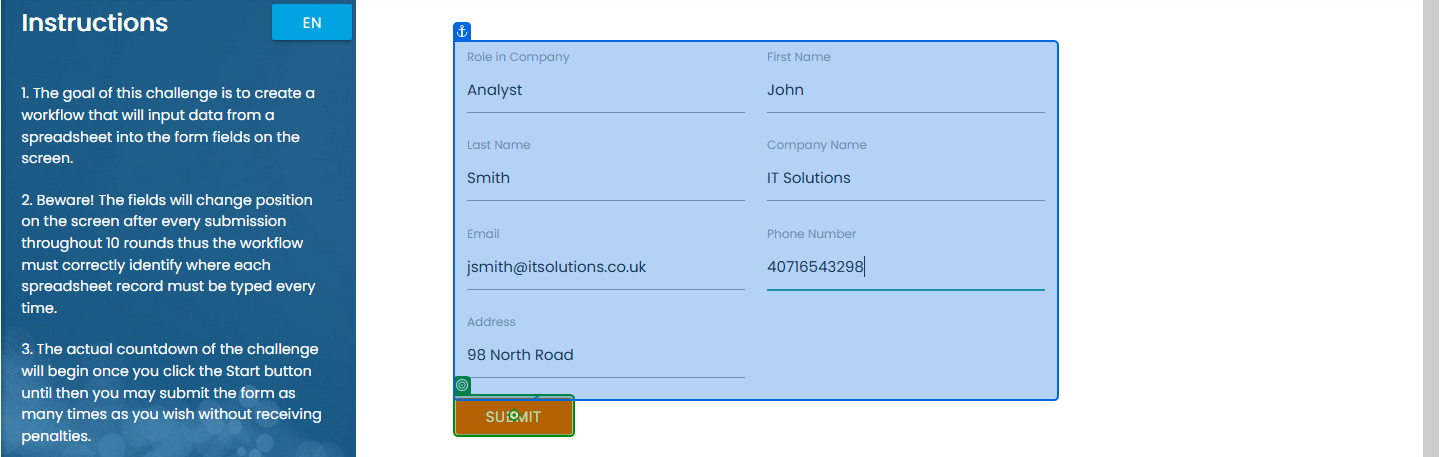 Instructions
EN
1. The goal of this challenge is to create a
workflow that will input data from a
spreadsheet into the form fields on the
screen.
2. Beware! The fields will change position
on the screen after every submission
throughout 10 rounds thus the workflow
must correctly identify where each
spreadsheet record must be typed every
time.
3. The actual countdown of the challenge
will begin once you click the Start button
until then you may submit the form as
many times as you wish without receiving
penalties.
Role in Company
Analyst
First Name
John
Last Name
Smith
Company Name
IT Solutions
Email
jsmith@itsolutions.co.uk
Phone Number
40716543298
Address
98 North Road
SUBMIT